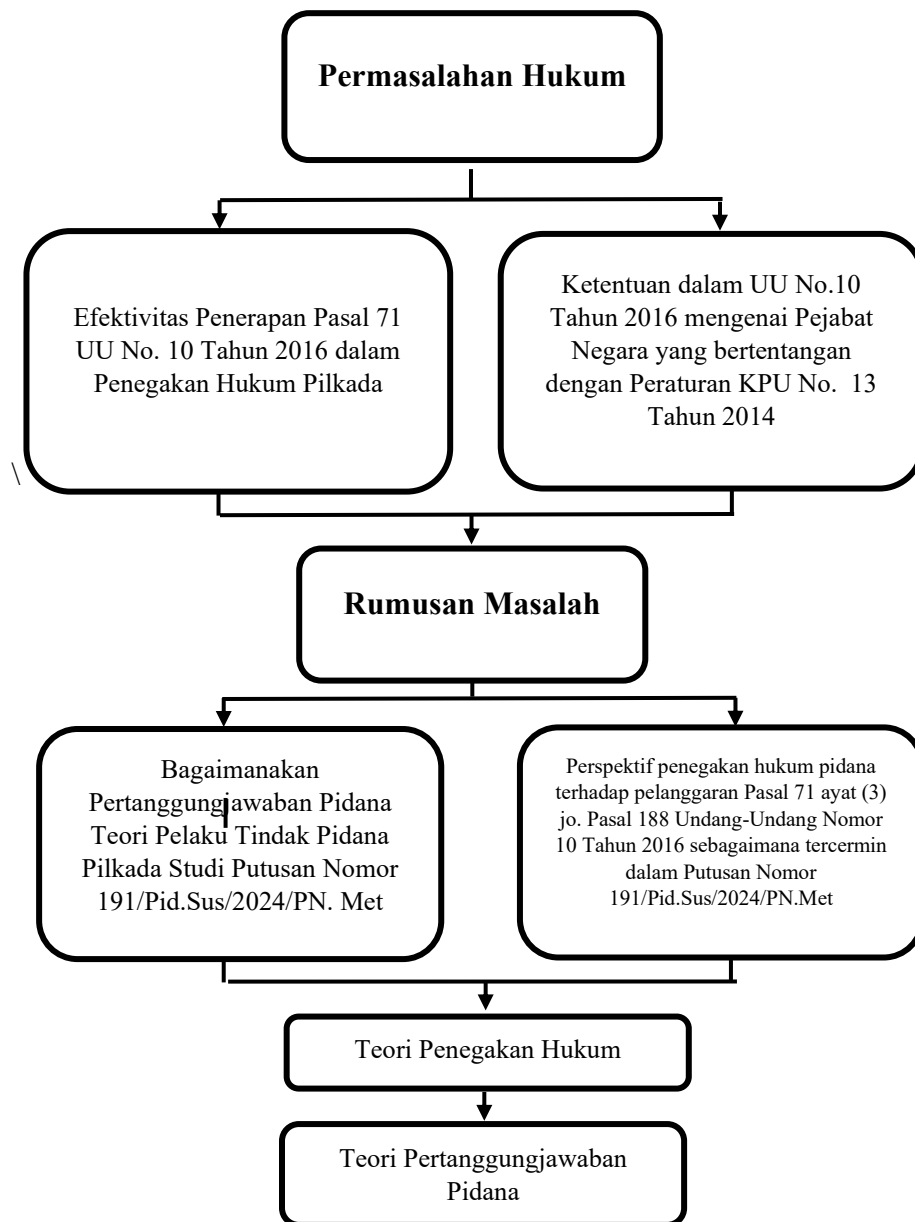 Permasalahan Hukum
Efektivitas Penerapan Pasal 71
UU No. 10 Tahun 2016 dalam
Penegakan Hukum Pilkada
Ketentuan dalam UU No.10
Tahun 2016 mengenai Pejabat
Negara yang bertentangan
dengan Peraturan KPU No. 13
Tahun 2014
\
Rumusan Masalah
Bagaimanakan
Pertanggungjawaban Pidana
Teori Pelaku Tindak Pidana
Pilkada Studi Putusan Nomor
191/Pid.Sus/2024/PN. Met
Perspektif penegakan hukum pidana
terhadap pelanggaran Pasal 71 ayat (3)
jo. Pasal 188 Undang-Undang Nomor
10 Tahun 2016 sebagaimana tercermin
dalam Putusan Nomor
191/Pid.Sus/2024/PN.Met
Teori Penegakan Hukum
Teori Pertanggungjawaban
Pidana